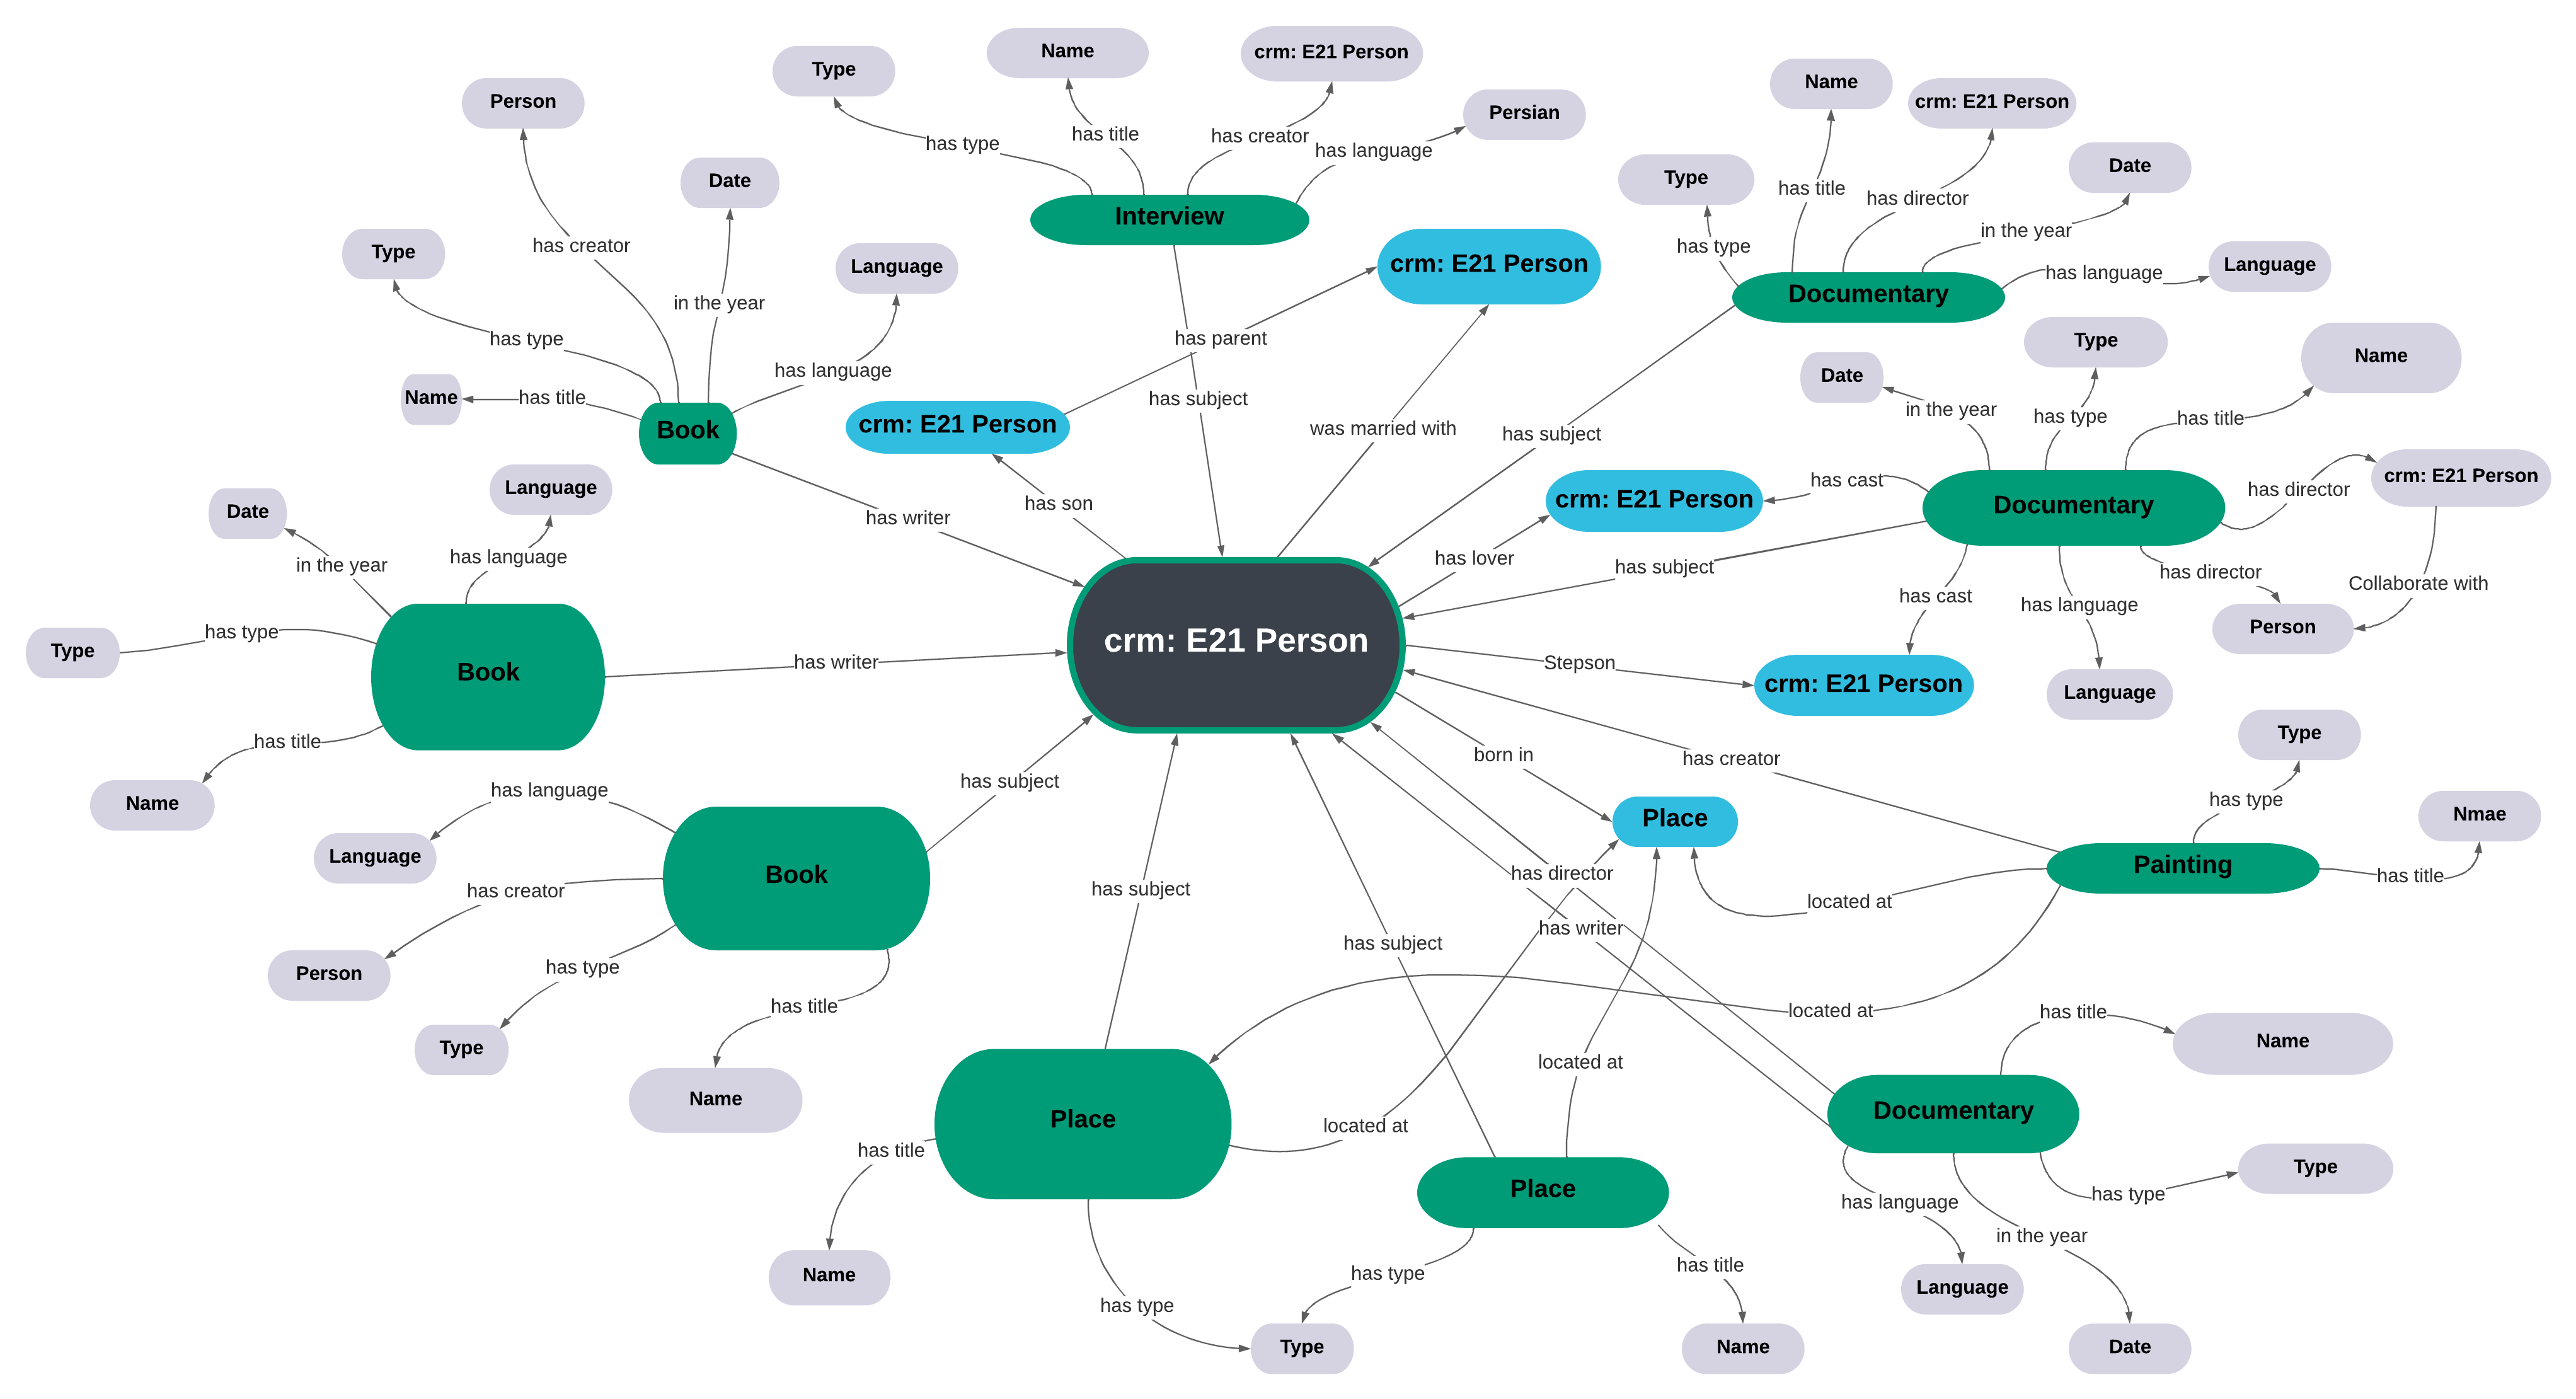 Name
crm: E21 Person
Type
Person
Persian
has title
has creator
has type
has language
Date
Interview
Name
crm: E21 Person
Date
Type
has title
has director
in the year
has type
has language
Language
Documentary
Type
has creator
in the year
Language
has type
has language
Name
has title
Book
crm: E21 Person
has parent
has subject
was married with
crm: E21 Person
has son
has writer
has subject
Type
Date
Name
in the year
has type
has title
crm: E21 Person
has cast
Documentary
has director
crm: E21 Person
has lover
has subject
has cast
has language
has director
Collaborate with
Person
Language
Date
Language
in the year
has language
Type
has type
Book
has writer
has title
Name
crm: E21 Person
Stepson
crm: E21 Person
born in
has creator
Type
Place
has type
Nmae
Painting
has title
located at
has language
Language
has subject
Book
has creator
Person
has type
Type
has title
Name
has subject
has subject
has director
has writer
located at
located at
located at
Place
has title
Name
has type
Place
has type
Type
has title
Name
has title
Name
Documentary
has type
Type
has language
in the year
Language
Date